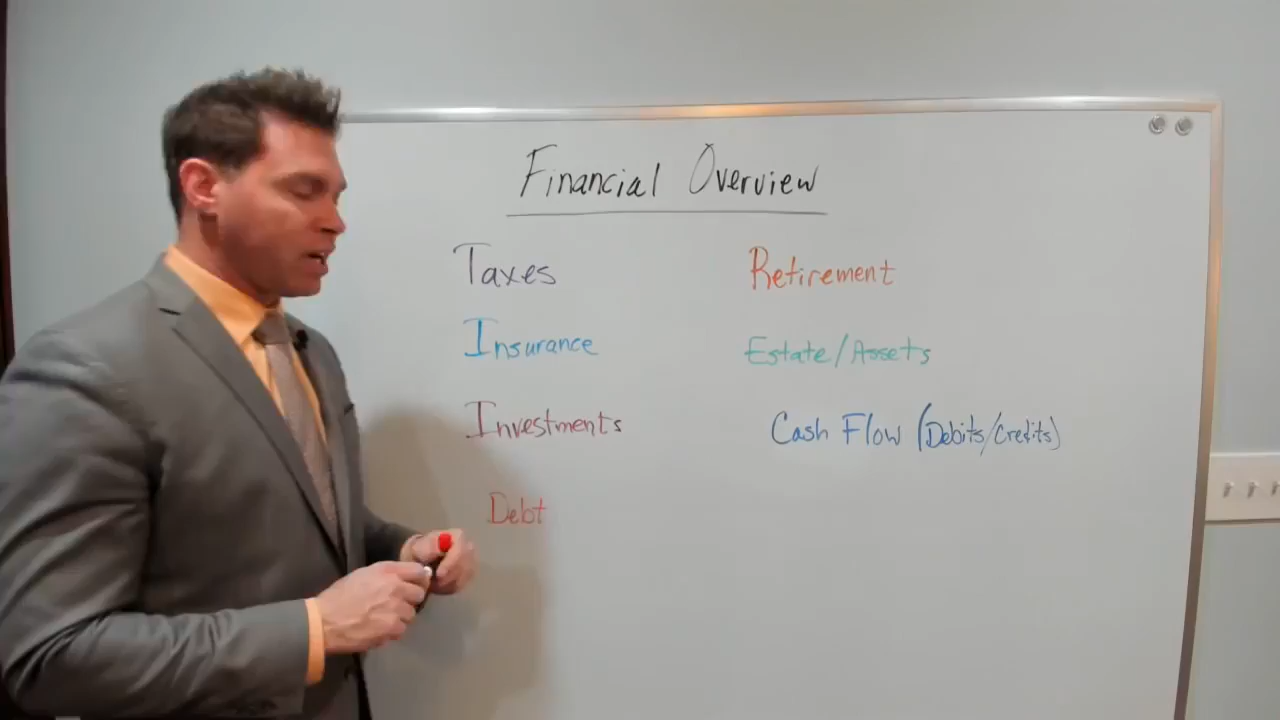 Financial Overview
Taxes
Insurance
Investments
Debt
Retirement
Estate/Assets
Cash Flow (Debits/Credits)